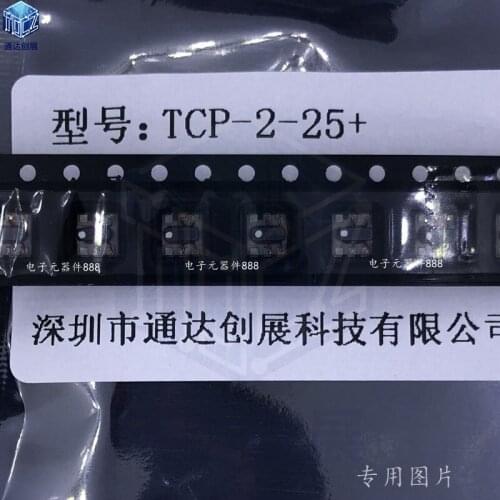 TDCZ
通达创展
型号：TCP-2-25+
电子元器件888 电子元器件888 电子元器件888
深圳市通达创展科技有限公司
专用图片